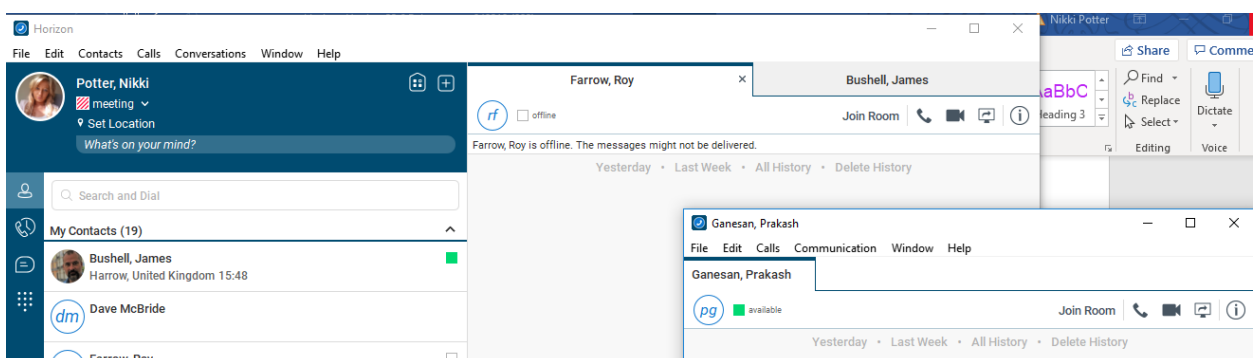 Horizon
File Edit Contacts Calls Conversations Window Help
Potter, Nikki
meeting
Set Location
What's on your mind?
Search and Dial
My Contacts (19)
Bushell, James
Harrow, United Kingdom 15:48
dm Dave McBride
Farrow, Roy
Farrow, Roy × Bushell, James
rf offline Join Room
Farrow, Roy is offline. The messages might not be delivered.
Yesterday • Last Week • All History • Delete History
Ganesan, Prakash
File Edit Calls Communication Window Help
Ganesan, Prakash
pg available Join Room
Yesterday • Last Week • All History • Delete History
Nikki Potter
Share Comme
aBbC
eading 3
Find
Replace
Select
Editing
Dictate
Voice